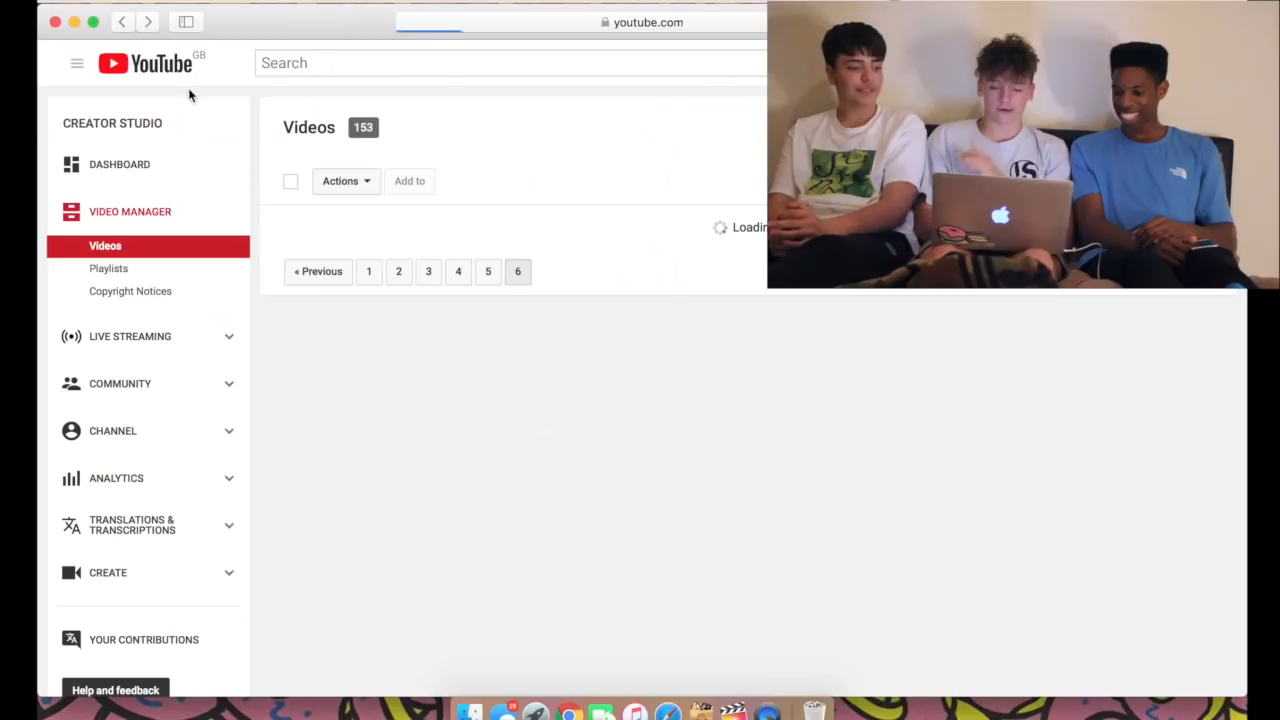 youtube.com
YouTube GB
Search
CREATOR STUDIO
DASHBOARD
VIDEO MANAGER
Videos
Playlists
Copyright Notices
LIVE STREAMING
COMMUNITY
CHANNEL
ANALYTICS
TRANSLATIONS &
TRANSCRIPTIONS
CREATE
YOUR CONTRIBUTIONS
Help and feedback
Videos 153
Actions Add to
Loadin
« Previous 1 2 3 4 5 6